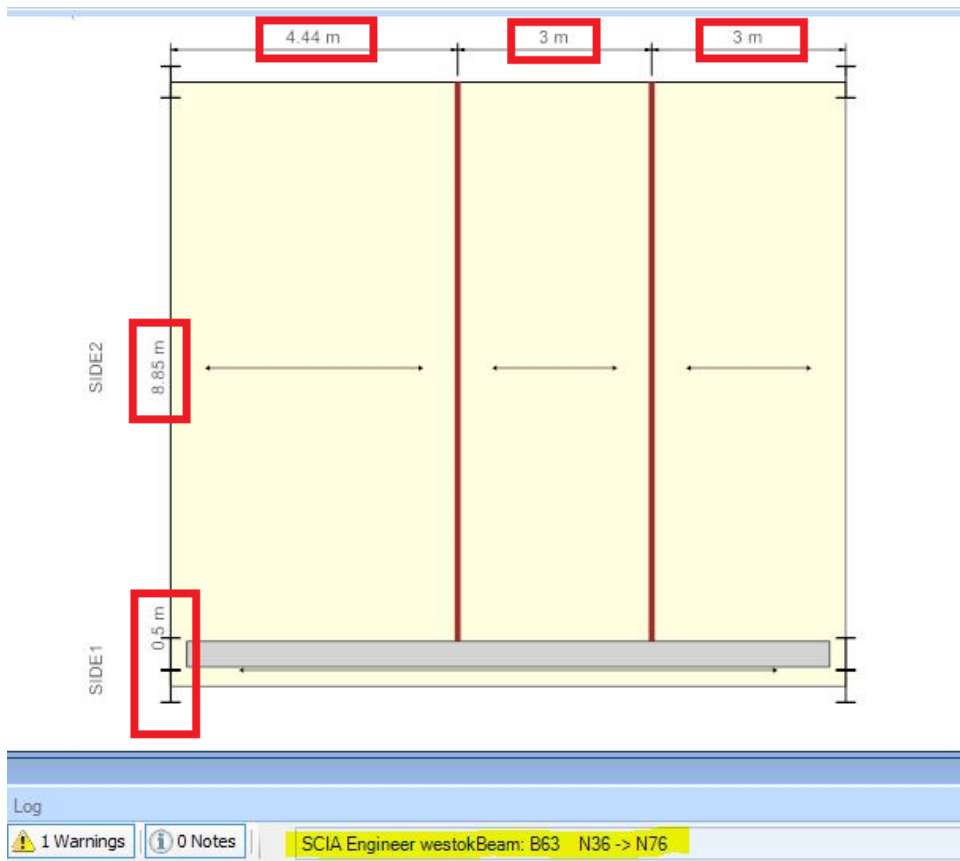 4.44 m
3 m
3 m
SIDE2
8.85 m
0.5 m
SIDE1
Log
1 Warnings
0 Notes
SCIA Engineer westokBeam: B63 N36 -> N76